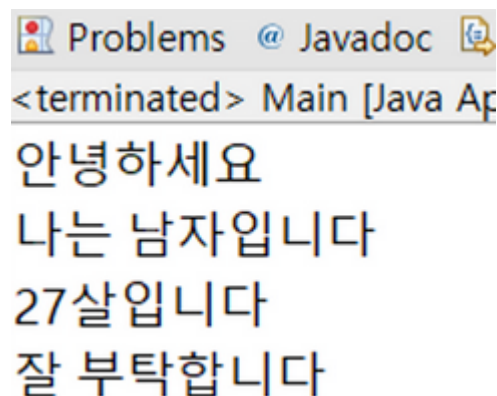 Problems @ Javadoc
<terminated> Main [Java Ap
안녕하세요
나는 남자입니다
27살입니다
잘 부탁합니다